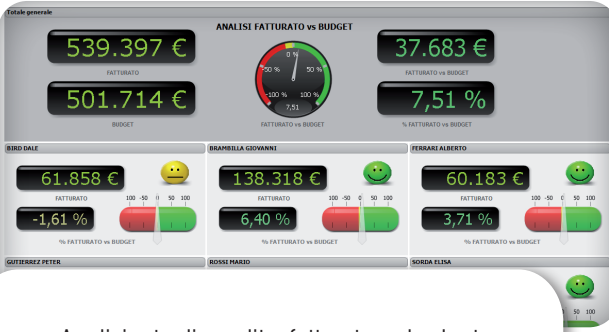 Totale generale
ANALISI FATTURATO vs BUDGET
539.397 €
FATTURATO
501.714 €
BUDGET
0 %
-50 %
50 %
-100 %
100 %
7,51
FATTURATO vs BUDGET
37.683 €
FATTURATO vs BUDGET
7,51 %
% FATTURATO vs BUDGET
BIRD DALE
61.858 €
FATTURATO
-1,61 %
100 -50 0 50 100
% FATTURATO vs BUDGET
BRAMBILLA GIOVANNI
138.318 €
FATTURATO
6,40 %
100 -50 0 50 100
% FATTURATO vs BUDGET
FERRARI ALBERTO
60.183 €
FATTURATO
3,71 %
100 -50 0 50 100
% FATTURATO vs BUDGET
GUTIERREZ PETER
ROSSI MARIO
SORDA ELISA
50 100